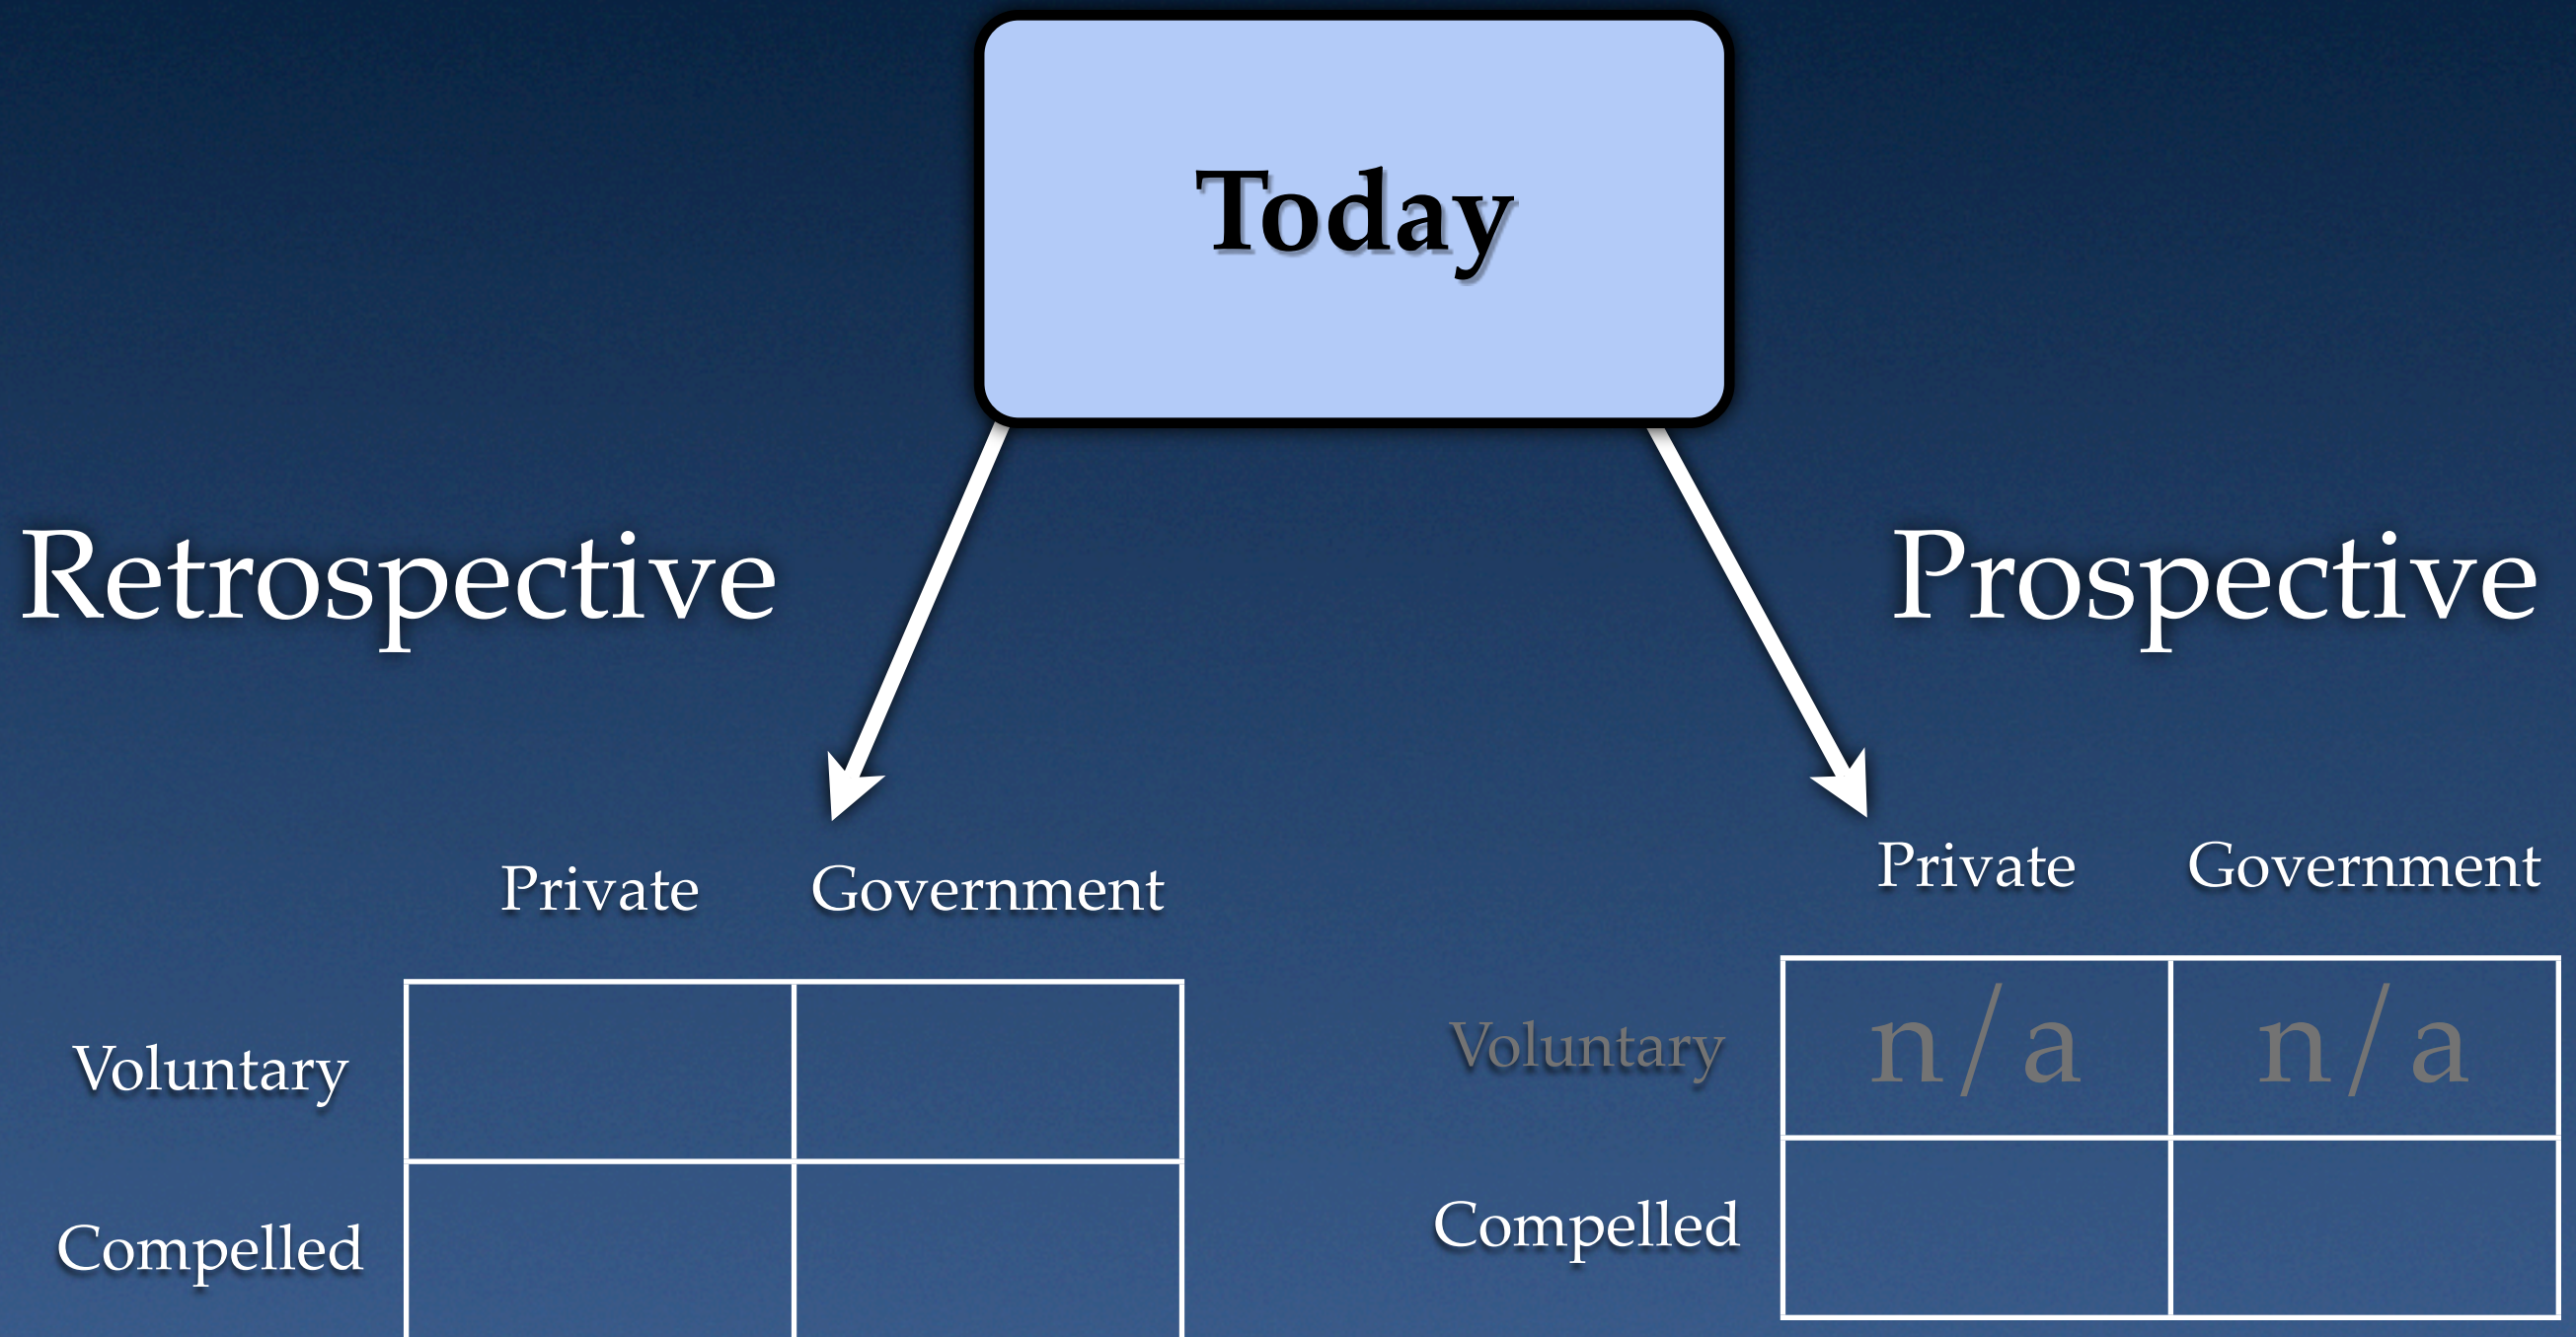 Today
Retrospective
Prospective
Private Government
Voluntary
Compelled
Private Government
Voluntary n/a n/a
Compelled